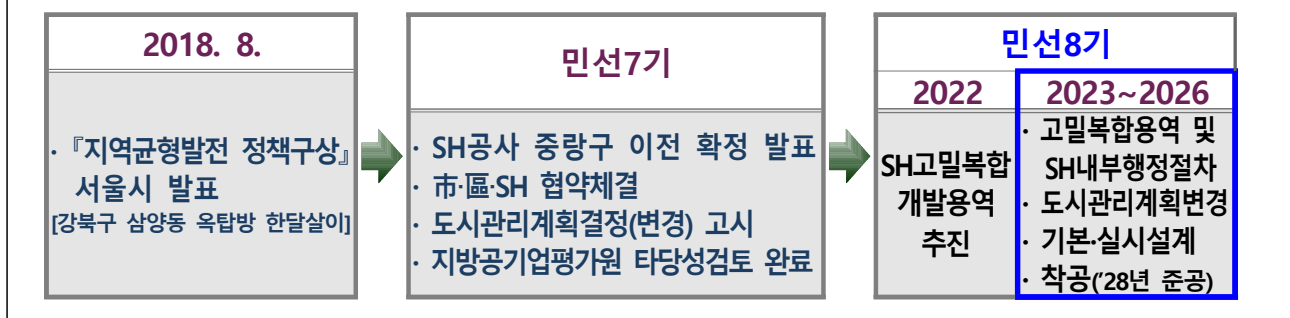 2018. 8.
· 『지역균형발전 정책구상』
서울시 발표
[강북구 삼양동 옥탑방 한달살이]
민선7기
· SH공사 중랑구 이전 확정 발표
· 市·區·SH 협약체결
· 도시관리계획결정(변경) 고시
· 지방공기업평가원 타당성검토 완료
민선8기
2022
SH고밀복합
개발용역
추진
2023~2026
· 고밀복합용역 및
SH내부행정절차
· 도시관리계획변경
· 기본·실시설계
· 착공('28년 준공)